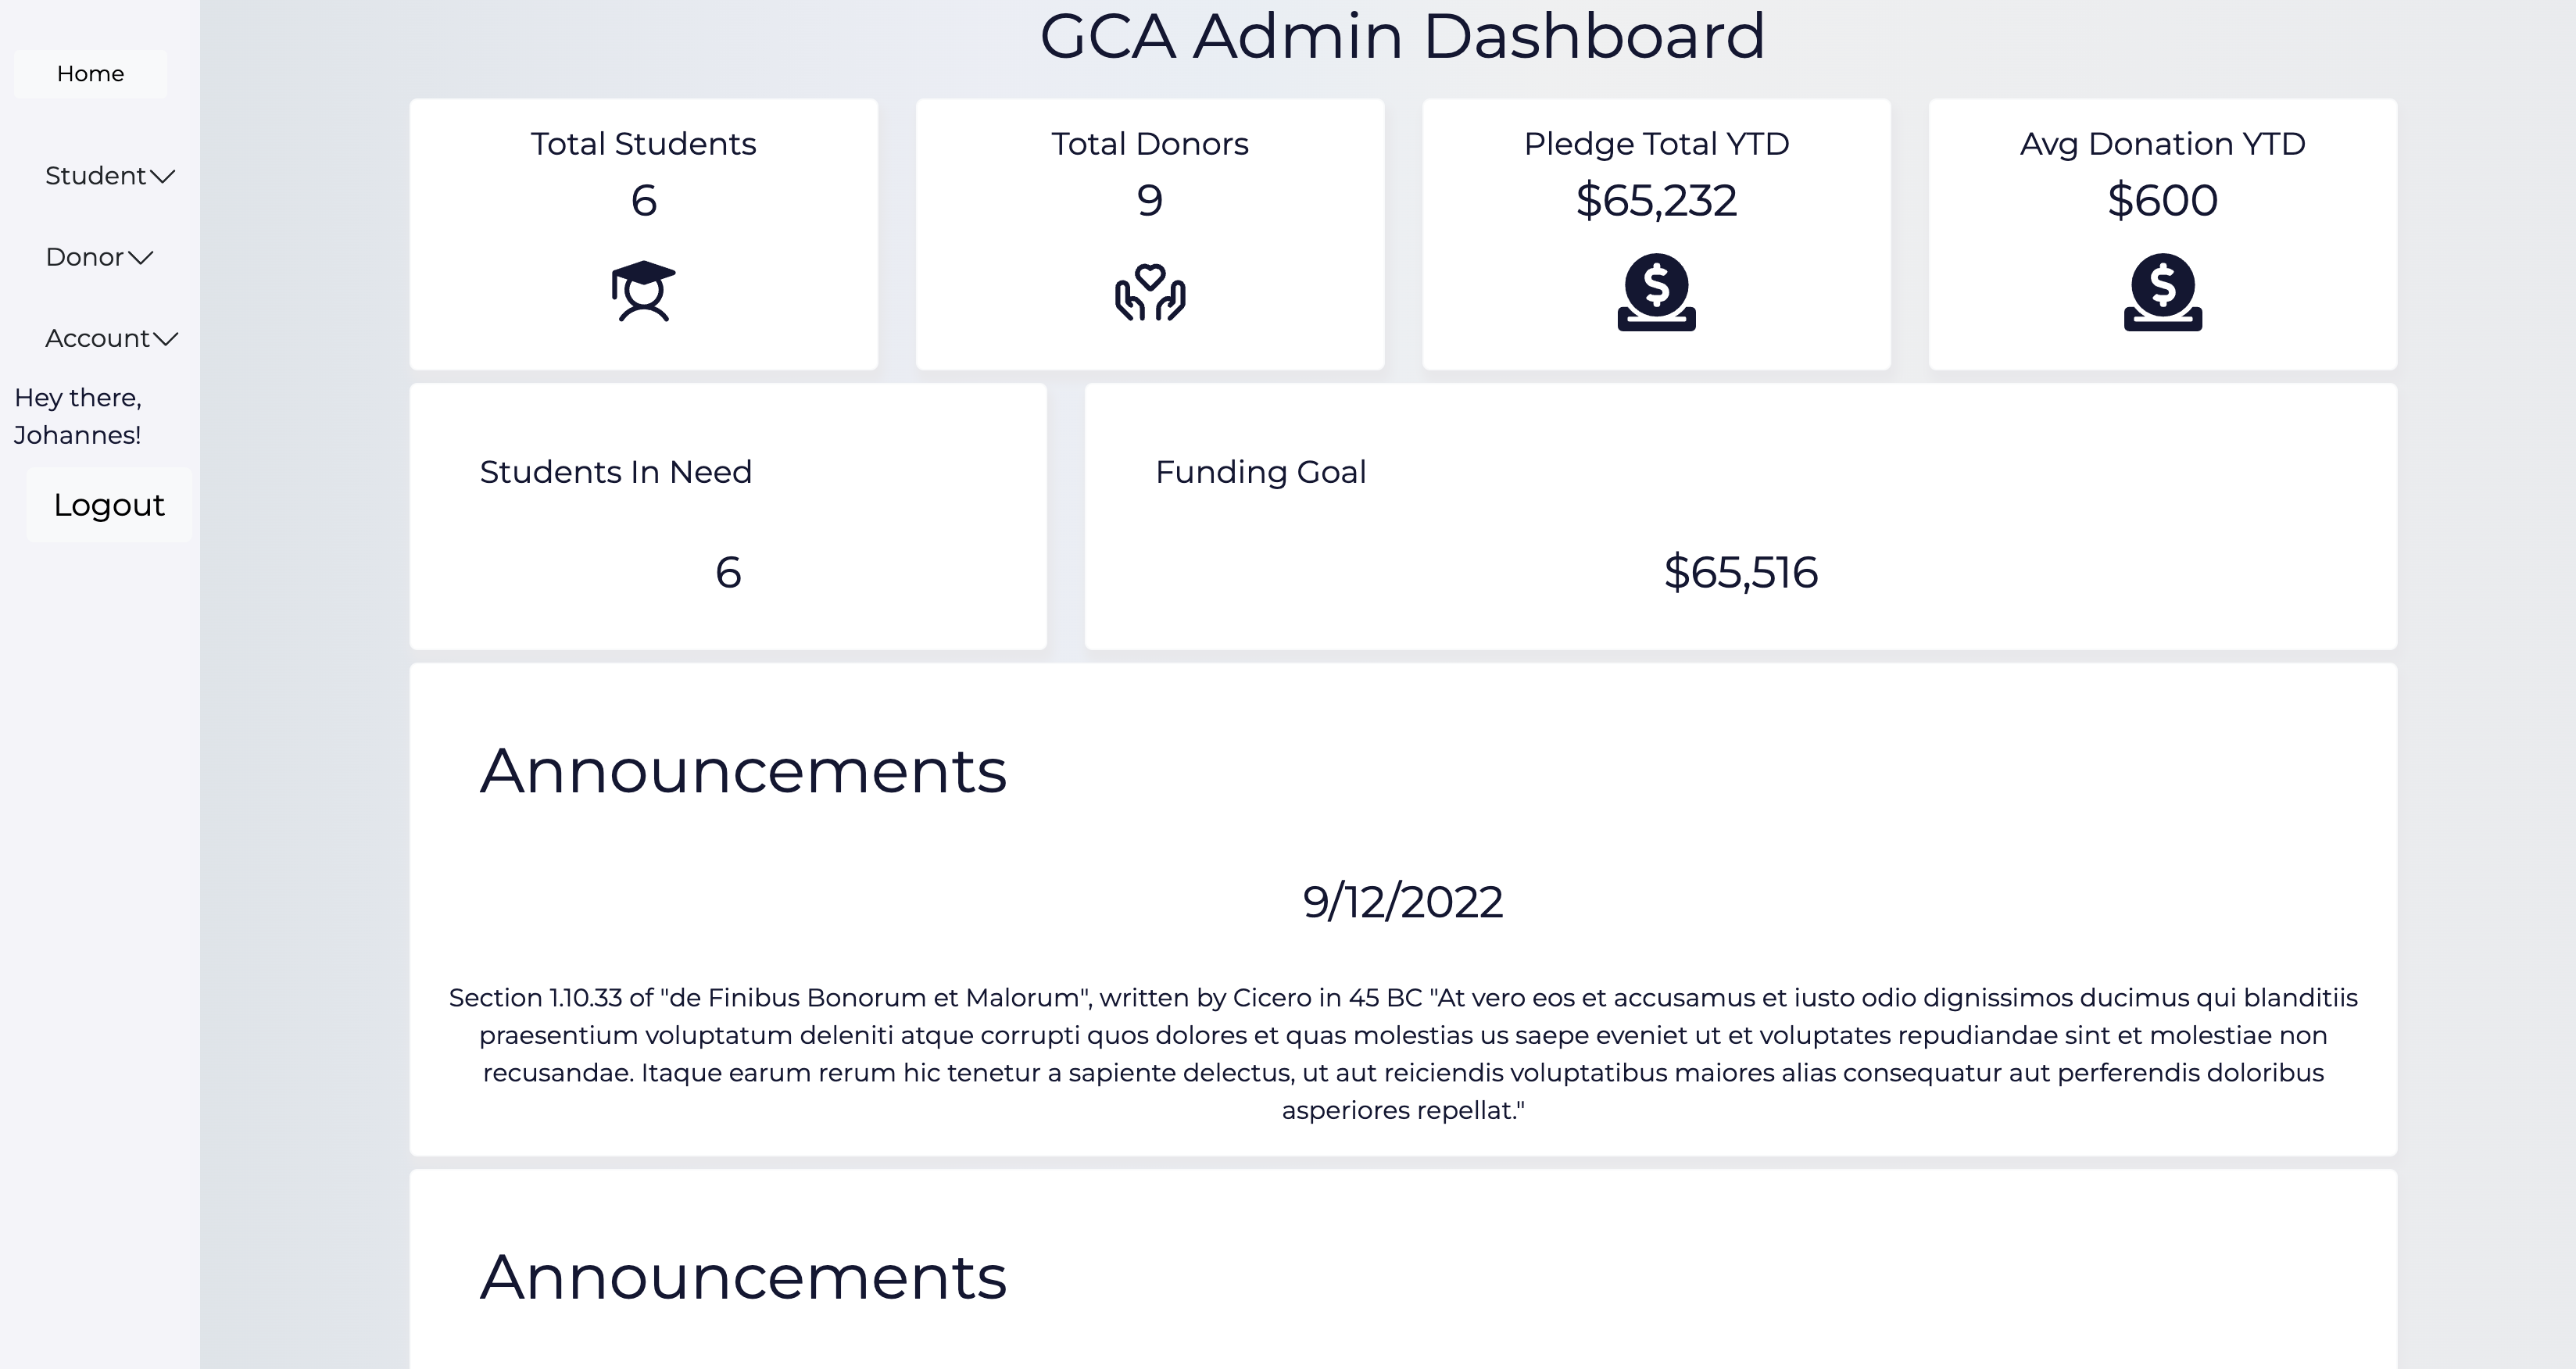 GCA Admin Dashboard
Home
Student
Donor
Account
Hey there,
Johannes!
Logout
Total Students
6
Total Donors
9
Pledge Total YTD
$65,232
$
Avg Donation YTD
$600
$
Students In Need
6
Funding Goal
$65,516
Announcements
9/12/2022
Section 1.10.33 of "de Finibus Bonorum et Malorum", written by Cicero in 45 BC "At vero eos et accusamus et iusto odio dignissimos ducimus qui blanditiis
praesentium voluptatum deleniti atque corrupti quos dolores et quas molestias us saepe eveniet ut et voluptates repudiandae sint et molestiae non
recusandae. Itaque earum rerum hic tenetur a sapiente delectus, ut aut reiciendis voluptatibus maiores alias consequatur aut perferendis doloribus
asperiores repellat."
Announcements